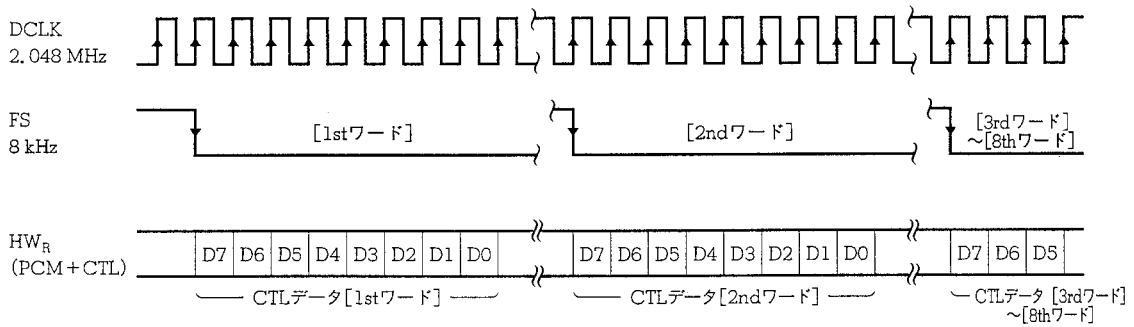 DCLK
2.048 MHz
FS
8 kHz
[1stワード]
[2ndワード]
[3rdワード]
~[8thワード]
HWR
(PCM+CTL)
D7 D6 D5 D4 D3 D2 D1 D0
D7 D6 D5 D4 D3 D2 D1 D0
D7 D6 D5
CTLデータ[1stワード]
CTLデータ[2ndワード]
CTLデータ [3rdワード]
~[8thワード]